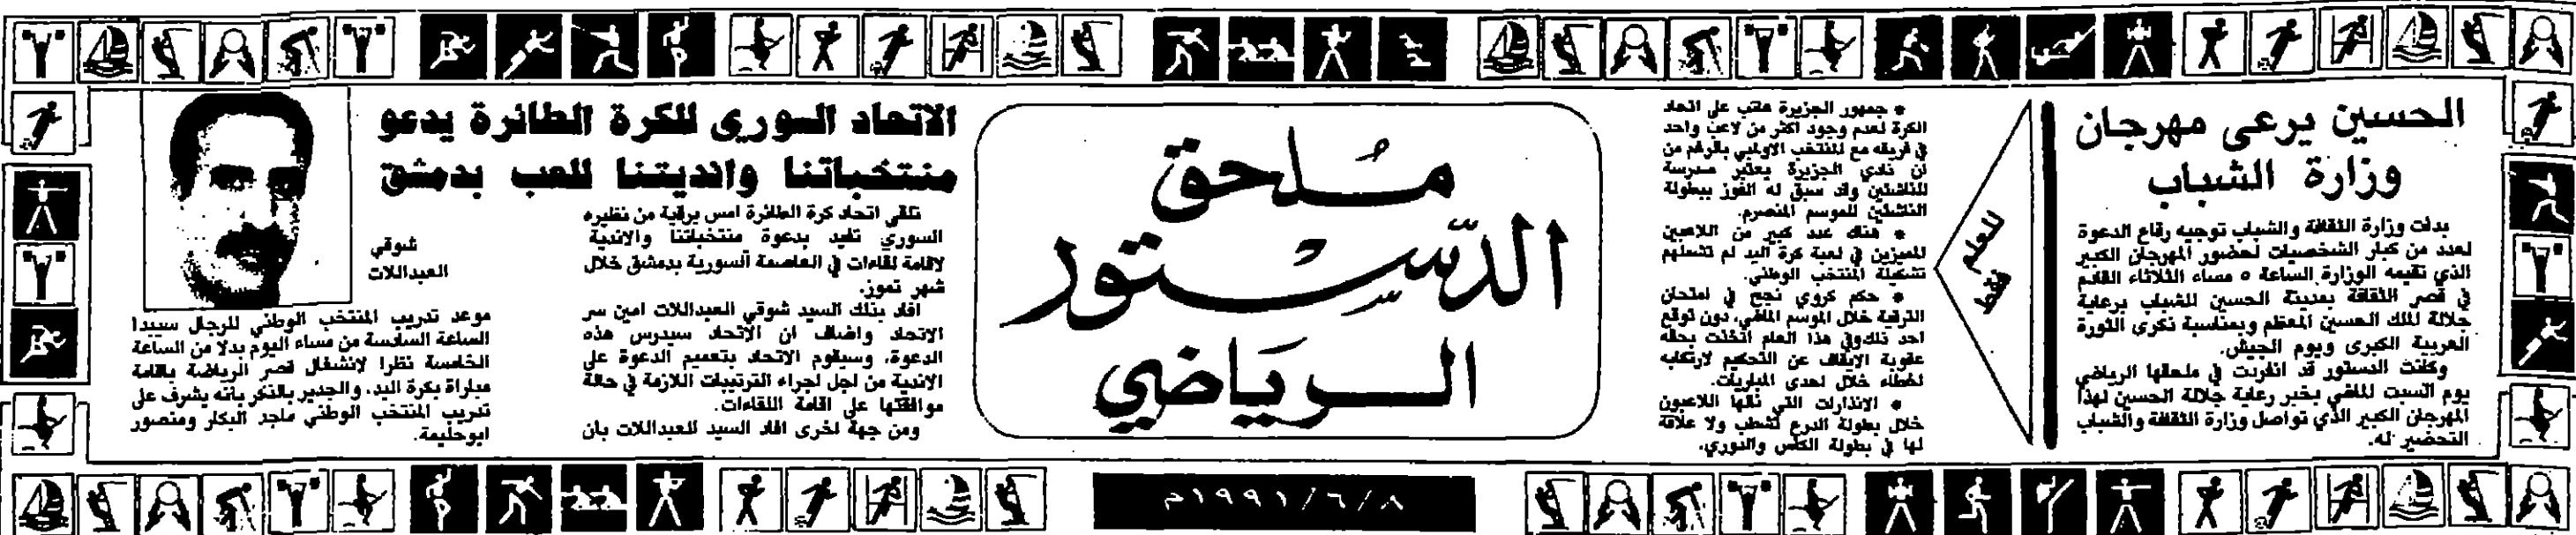 الحسين يرعى مهرجان
وزارة الشباب
بدأت وزارة الثقافة والشباب توجيه رقاع الدعوة
لعدد من كبار الشخصيات لحضور المهرجان الكبير
الذي تقيمه الوزارة الساعة ٥ مساء الثلاثاء القادم
في قصر الثقافة بمدينة الحسين للشباب برعاية
جلالة الملك الحسين المعظم وبمناسبة ذكرى الثورة
العربية الكبرى ويوم الجيش.
وكانت الدستور قد انفردت في ملحقها الرياضي
يوم السبت الماضي بخبر رعاية جلالة الحسين لهذا
المهرجان الكبير الذي تواصل وزارة الثقافة والشباب
التحضير له.
للعلم
فقط
* جمهور الجزيرة عاتب على اتحاد
الكرة لعدم وجود اكثر من لاعب واحد
في فريقه مع المنتخب الاولمبي بالرغم من
ان نادي الجزيرة يعتبر مدرسة
للناشئين وقد سبق له الفوز ببطولة
الناشئين للموسم المنصرم.
* هناك عدد كبير من اللاعبين
المميزين في لعبة كرة اليد لم تشملهم
تشكيلة المنتخب الوطني.
* حكم كروي نجح في امتحان
الترقية خلال الموسم الماضي، دون توقع
احد ذلك وفي هذا العام اتخذت بحقه
عقوبة الايقاف عن التحكيم لارتكابه
اخطاء خلال احدى المباريات.
* الانذارات التي نالها اللاعبون
خلال بطولة الدرع تشطب ولا علاقة
لها في بطولة الكأس والدوري.
ملحق
الدستور
الرياضي
٨/٦/١٩٩١م
الاتحاد السوري للكرة الطائرة يدعو
منتخباتنا وانديتنا للعب بدمشق
تلقى اتحاد كرة الطائرة امس برقية من نظيره
السوري تفيد بدعوة منتخباتنا والاندية
لاقامة لقاءات في العاصمة السورية بدمشق خلال
شهر تموز.
افاد بذلك السيد شوقي العبداللات امين سر
الاتحاد واضاف ان الاتحاد سيدرس هذه
الدعوة، وسيقوم الاتحاد بتعميم الدعوة على
الاندية من اجل اجراء الترتيبات اللازمة في حالة
موافقتها على اقامة اللقاءات.
ومن جهة اخرى افاد السيد العبداللات بان
شوقي
العبداللات
موعد تدريب المنتخب الوطني للرجال سيبدا
الساعة السادسة من مساء اليوم بدلا من الساعة
الخامسة نظرا لانشغال قصر الرياضة باقامة
مباراة بكرة اليد، والجدير بالذكر بانه يشرف على
تدريب المنتخب الوطني ماجد البكار ومنصور
ابوحليمة.